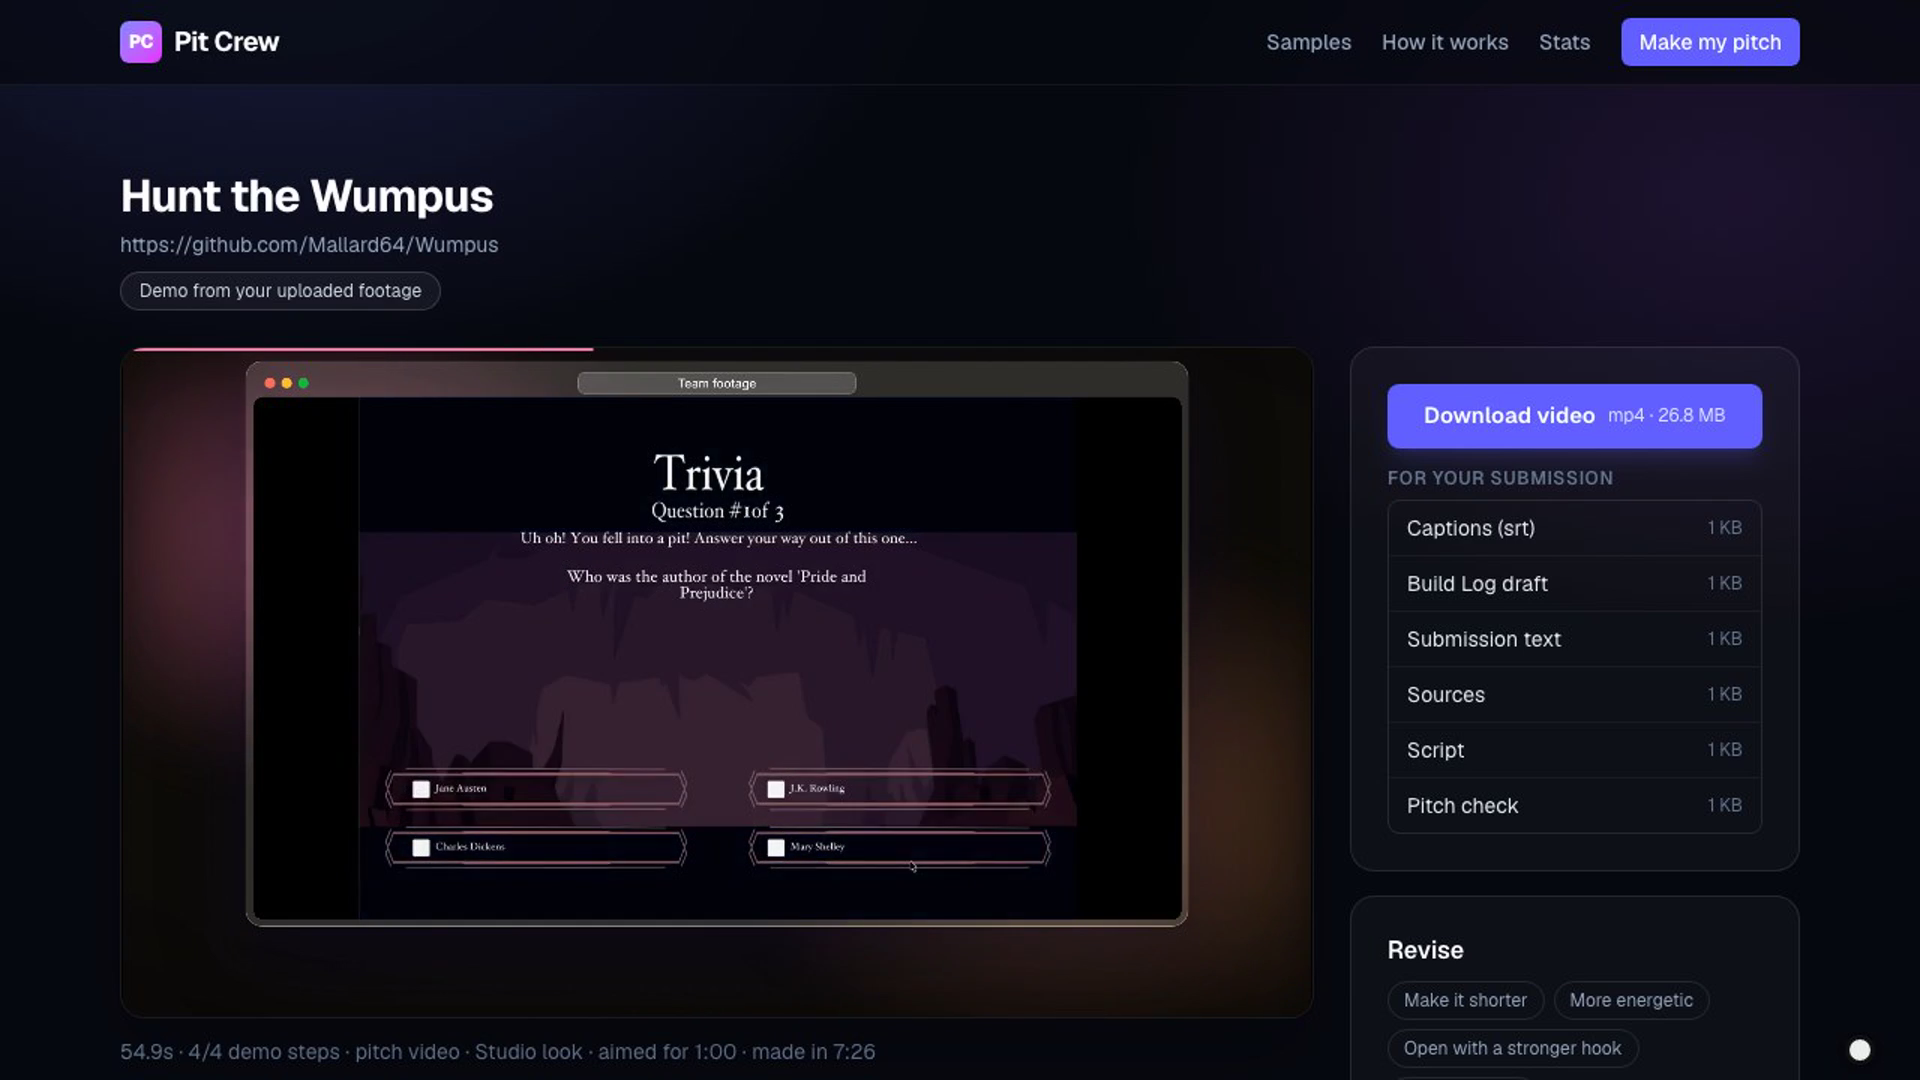 PC Pit Crew
Samples How it works Stats Make my pitch
Hunt the Wumpus
https://github.com/Mallard64/Wumpus
Demo from your uploaded footage
Team footage
Trivia
Question #1of 3
Uh oh! You fell into a pit! Answer your way out of this one...
Who was the author of the novel 'Pride and
Prejudice'?
Jane Austen
J.K. Rowling
Charles Dickens
Mary Shelley
54.9s · 4/4 demo steps · pitch video · Studio look · aimed for 1:00 · made in 7:26
Download video mp4 · 26.8 MB
FOR YOUR SUBMISSION
Captions (srt) 1 KB
Build Log draft 1 KB
Submission text 1 KB
Sources 1 KB
Script 1 KB
Pitch check 1 KB
Revise
Make it shorter More energetic
Open with a stronger hook